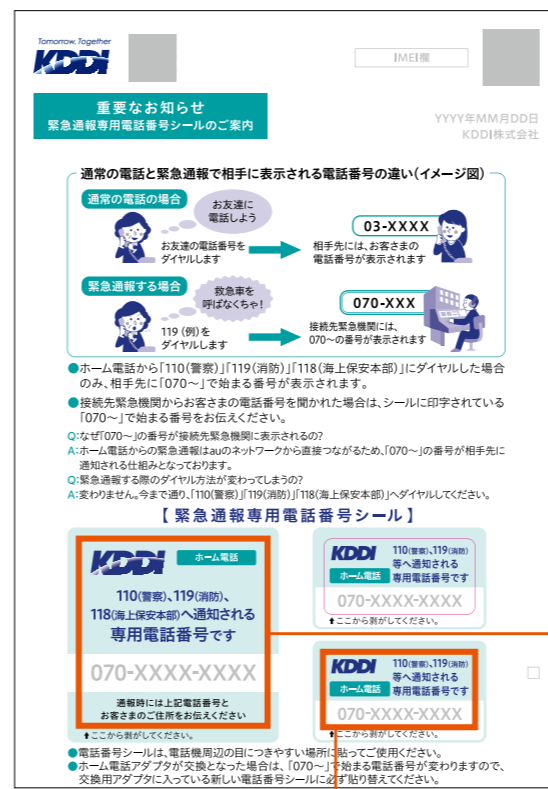 Tomorrow, Together
KDDI
IMEI欄
重要なお知らせ
緊急通報専用電話番号シールのご案内
YYYY年MM月DD日
KDDI株式会社
通常の電話と緊急通報で相手に表示される電話番号の違い(イメージ図)
通常の電話の場合
お友達に
電話しよう
お友達の電話番号を
ダイヤルします
03-XXXX
相手先には、お客さまの
電話番号が表示されます
緊急通報する場合
救急車を
呼ばなくちゃ!
119 (例)を
ダイヤルします
070-XXX
接続先緊急機関には、
070〜の番号が表示されます
●ホーム電話から「110(警察)」「119(消防)」「118(海上保安本部)」にダイヤルした場合
のみ、相手先に「070〜」で始まる番号が表示されます。
●接続先緊急機関からお客さまの電話番号を聞かれた場合は、シールに印字されている
「070〜」で始まる番号をお伝えください。
Q:なぜ「070〜」の番号が接続先緊急機関に表示されるの?
A:ホーム電話からの緊急通報はauのネットワークから直接つながるため、「070〜」の番号が相手先に
通知される仕組みとなっております。
Q:緊急通報する際のダイヤル方法が変わってしまうの?
A:変わりません。今まで通り、「110(警察)」「119(消防)」「118(海上保安本部)」へダイヤルしてください。
【緊急通報専用電話番号シール】
KDDI
ホーム電話
110(警察)、119(消防)、
118(海上保安本部)へ通知される
専用電話番号です
070-XXXX-XXXX
通報時には上記電話番号と
お客さまのご住所をお伝えください
⬆ここから剥がしてください。
KDDI
ホーム電話
110(警察)、119(消防)
等へ通知される
専用電話番号です
070-XXXX-XXXX
⬆ここから剥がしてください。
KDDI
ホーム電話
110(警察)、119(消防)
等へ通知される
専用電話番号です
070-XXXX-XXXX
⬆ここから剥がしてください。
●電話番号シールは、電話機周辺の目につきやすい場所に貼ってご使用ください。
●ホーム電話アダプタが交換となった場合は、「070〜」で始まる電話番号が変わりますので、
交換用アダプタに入っている新しい電話番号シールに必ず貼り替えてください。